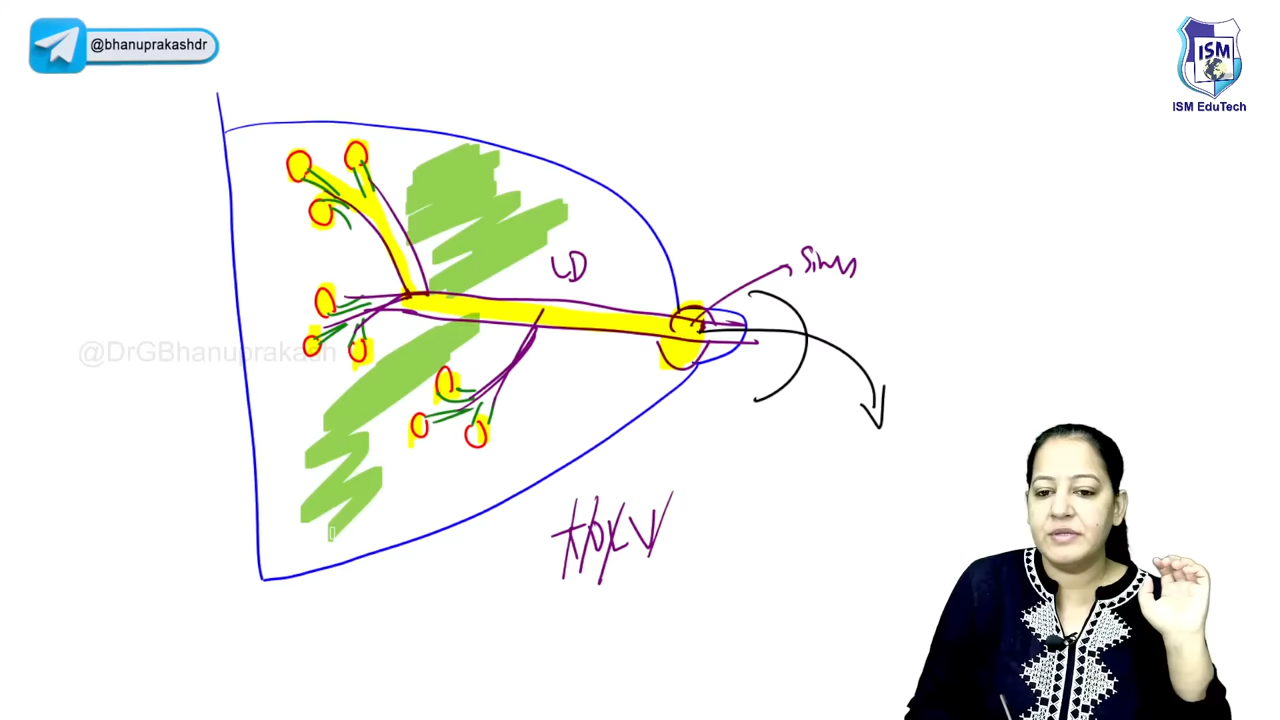 @bhanuprakashdr
ISM
ISM EduTech
Sinus
LD
@DrGBhanuprakash